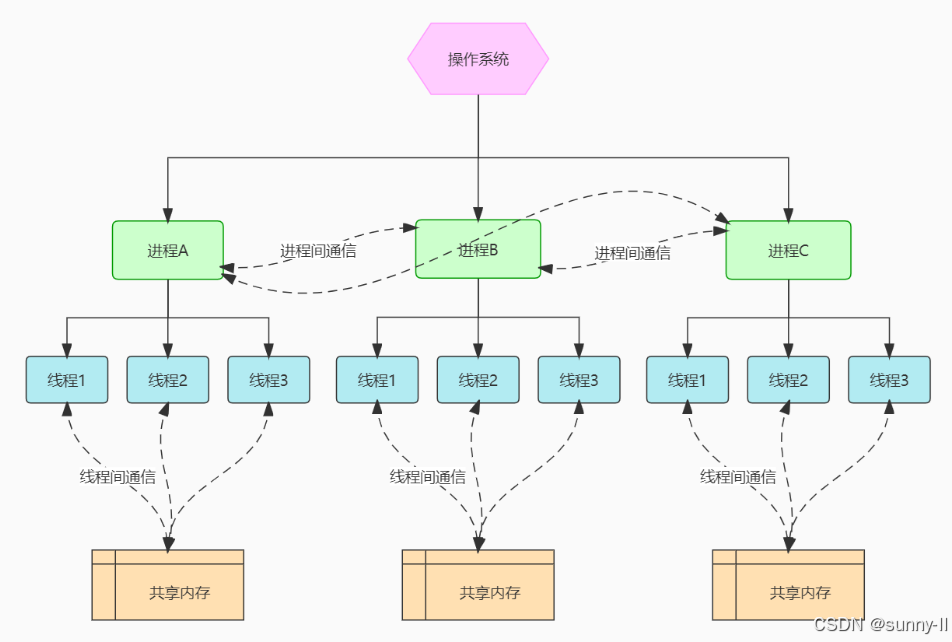 操作系统
进程A
进程间通信
进程B
进程间通信
进程C
线程1
线程2
线程3
线程1
线程2
线程3
线程1
线程2
线程3
线程间通信
线程间通信
线程间通信
共享内存
共享内存
共享内存
CSDN @sunny-ll